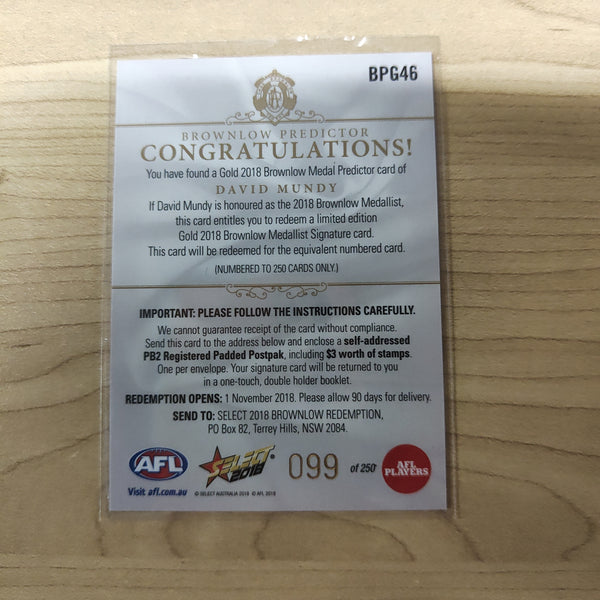 BPG46
BROWNLOW PREDICTOR
CONGRATULATIONS!
You have found a Gold 2018 Brownlow Medal Predictor card of
DAVID MUNDY
If David Mundy is honoured as the 2018 Brownlow Medallist,
this card entitles you to redeem a limited edition
Gold 2018 Brownlow Medallist Signature card.
This card will be redeemed for the equivalent numbered card.
(NUMBERED TO 250 CARDS ONLY.)
IMPORTANT: PLEASE FOLLOW THE INSTRUCTIONS CAREFULLY.
We cannot guarantee receipt of the card without compliance.
Send this card to the address below and enclose a self-addressed
PB2 Registered Padded Postpak, including $3 worth of stamps.
One per envelope. Your signature card will be returned to you
in a one-touch, double holder booklet.
REDEMPTION OPENS: 1 November 2018. Please allow 90 days for delivery.
SEND TO: SELECT 2018 BROWNLOW REDEMPTION,
PO Box 82, Terrey Hills, NSW 2084.
AFL
SELECT
2018
099 of 250
AFL
PLAYERS
Visit afl.com.au
© SELECT AUSTRALIA 2018 © AFL 2018